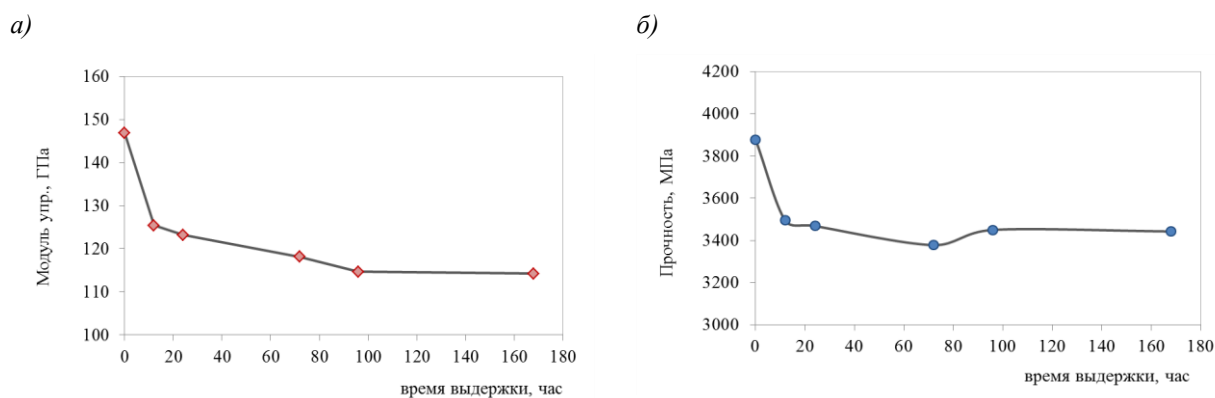 а)
160
150
140
130
120
110
100
Модуль упр., ГПа
0 20 40 60 80 100 120 140 160 180
время выдержки, час
б)
4200
4000
3800
3600
3400
3200
3000
Прочность, МПа
0 20 40 60 80 100 120 140 160 180
время выдержки, час